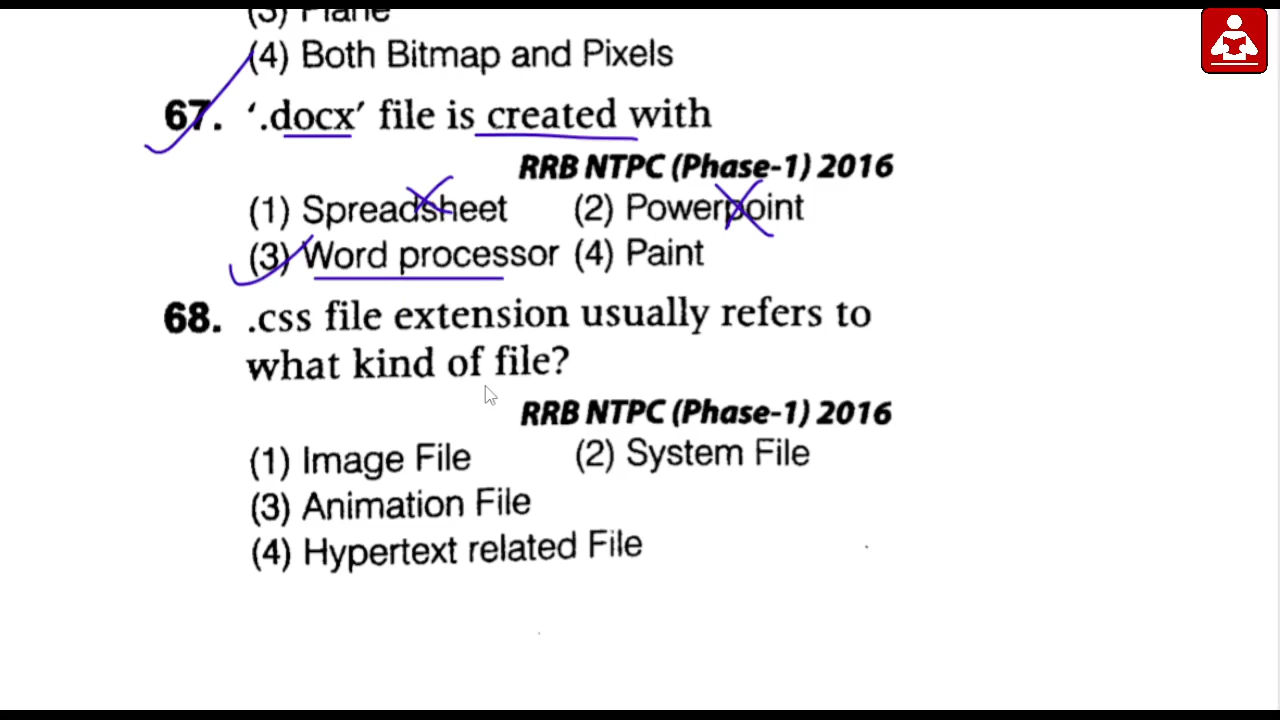 (3) Plane
(4) Both Bitmap and Pixels
67. ‘.docx’ file is created with
RRB NTPC (Phase-1) 2016
(1) Spreadsheet (2) Powerpoint
(3) Word processor (4) Paint
68. .css file extension usually refers to
what kind of file?
RRB NTPC (Phase-1) 2016
(1) Image File (2) System File
(3) Animation File
(4) Hypertext related File